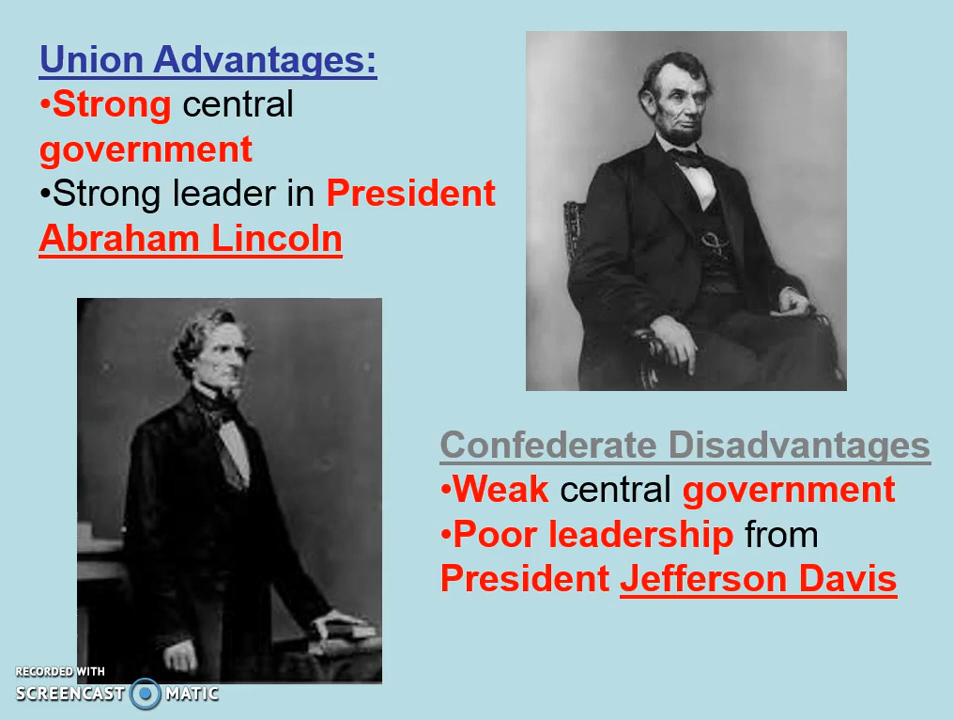 Union Advantages:
•Strong central
government
•Strong leader in President
Abraham Lincoln
Confederate Disadvantages
•Weak central government
•Poor leadership from
President Jefferson Davis
RECORDED WITH
SCREENCAST MATIC